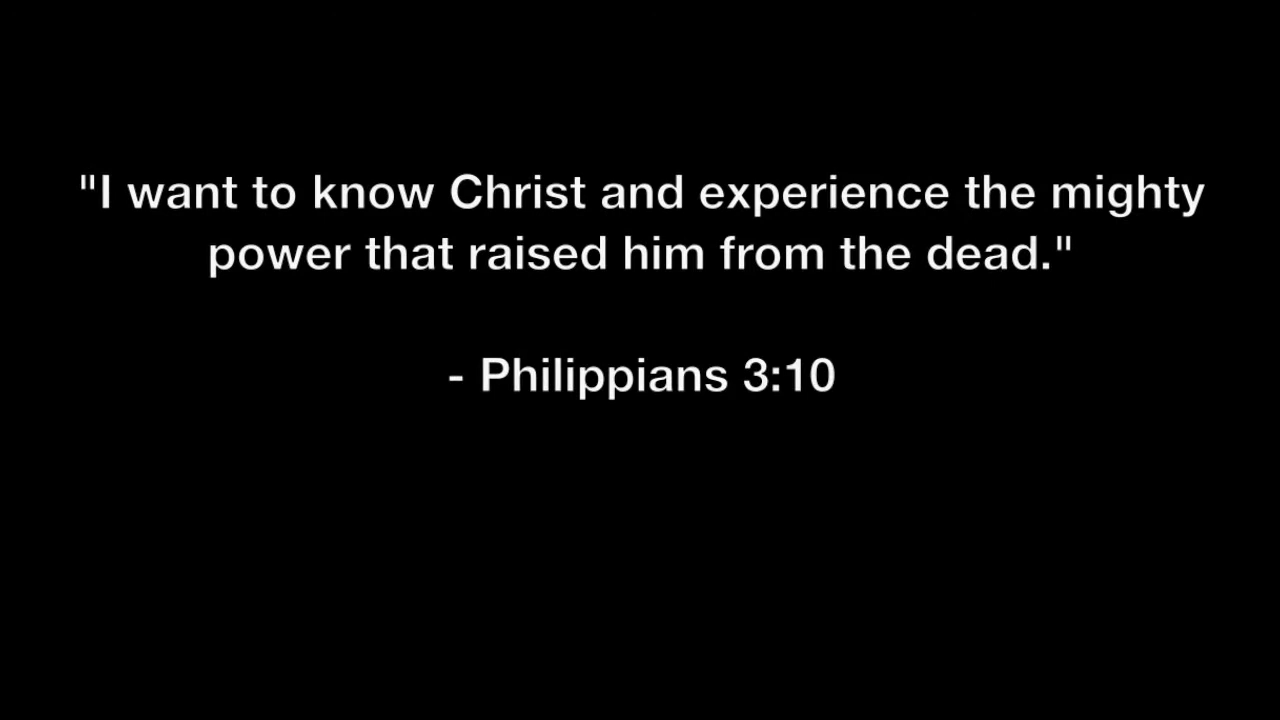 "I want to know Christ and experience the mighty
power that raised him from the dead."
- Philippians 3:10